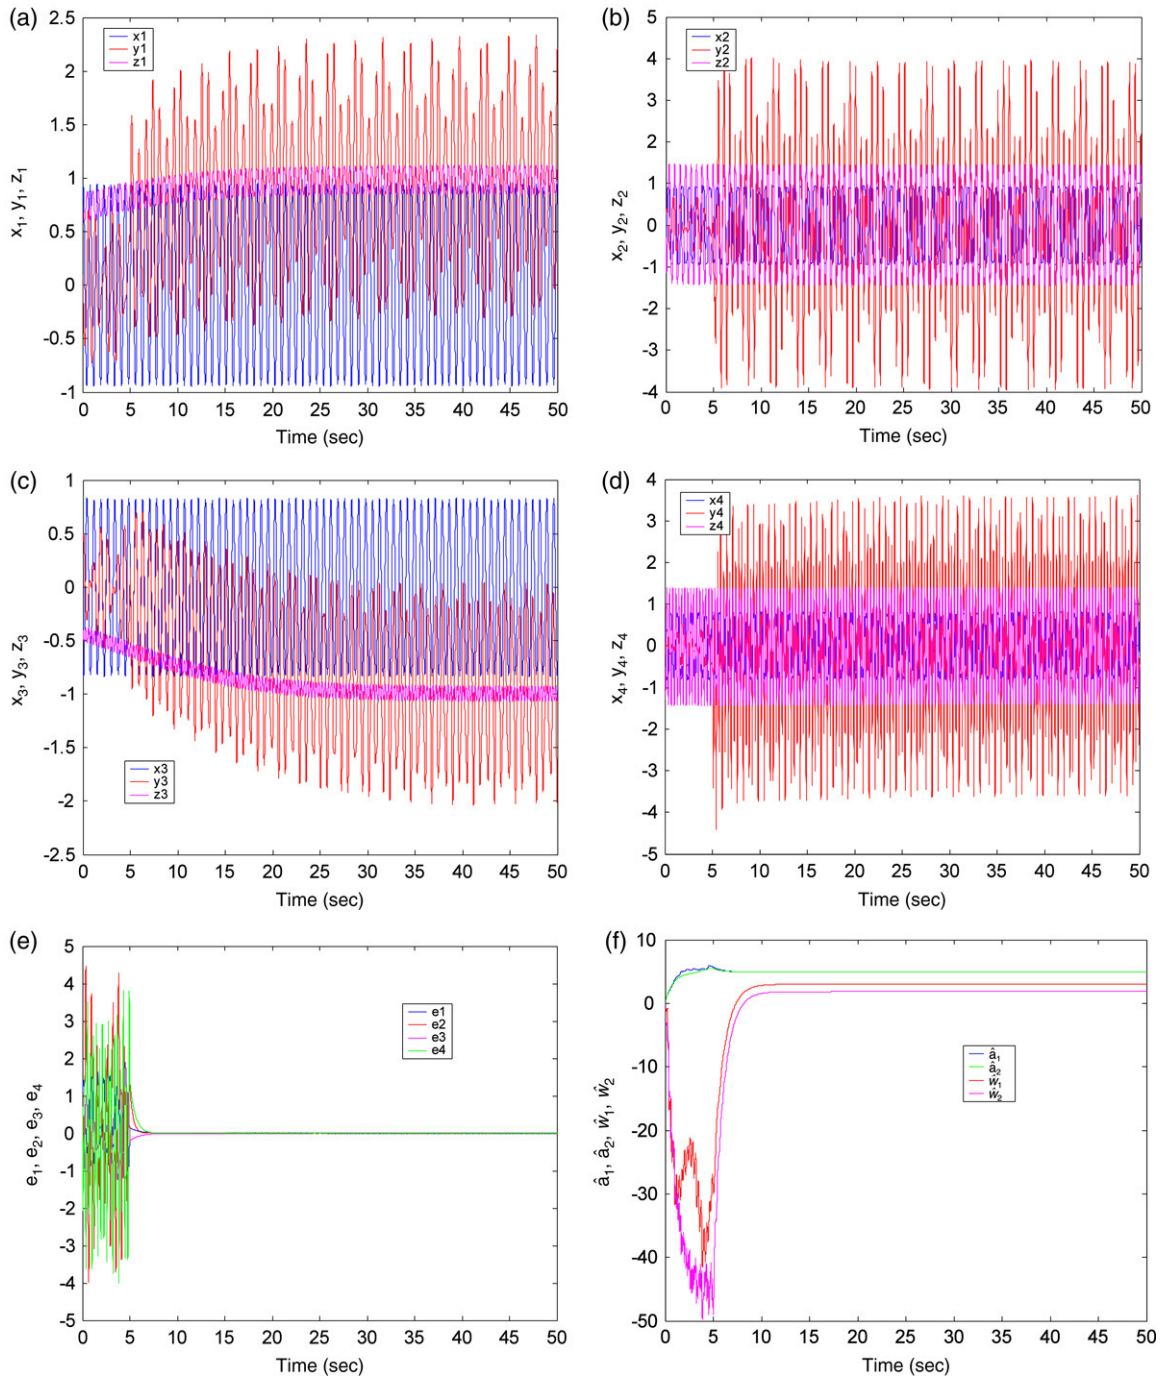 (a)
2.5
2
1.5
1
0.5
0
-0.5
-1
x1
y1
z1
x₁, y₁, z₁
0 5 10 15 20 25 30 35 40 45 50
Time (sec)
(b)
5
4
3
2
1
0
-1
-2
-3
-4
x2
y2
z2
x₂, y₂, z₂
0 5 10 15 20 25 30 35 40 45 50
Time (sec)
(c)
1
0.5
0
-0.5
-1
-1.5
-2
-2.5
x3
y3
z3
x₃, y₃, z₃
0 5 10 15 20 25 30 35 40 45 50
Time (sec)
(d)
4
3
2
1
0
-1
-2
-3
-4
-5
x4
y4
z4
x₄, y₄, z₄
0 5 10 15 20 25 30 35 40 45 50
Time (sec)
(e)
5
4
3
2
1
0
-1
-2
-3
-4
-5
e1
e2
e3
e4
e₁, e₂, e₃, e₄
0 5 10 15 20 25 30 35 40 45 50
Time (sec)
(f)
10
0
-10
-20
-30
-40
-50
â₁
â₂
ŵ₁
ŵ₂
â₁, â₂, ŵ₁, ŵ₂
0 5 10 15 20 25 30 35 40 45 50
Time (sec)